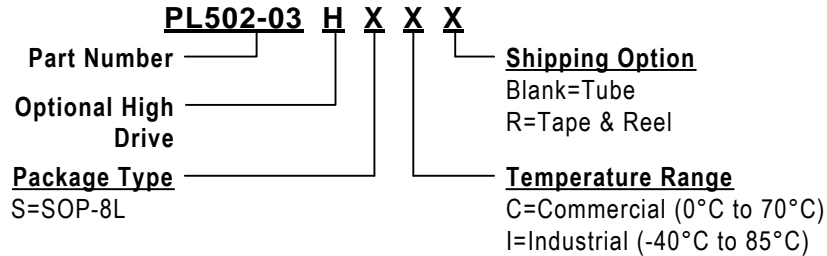 PL502-03 H X X X
Part Number
Optional High
Drive
Package Type
S=SOP-8L
Shipping Option
Blank=Tube
R=Tape & Reel
Temperature Range
C=Commercial (0°C to 70°C)
I=Industrial (-40°C to 85°C)